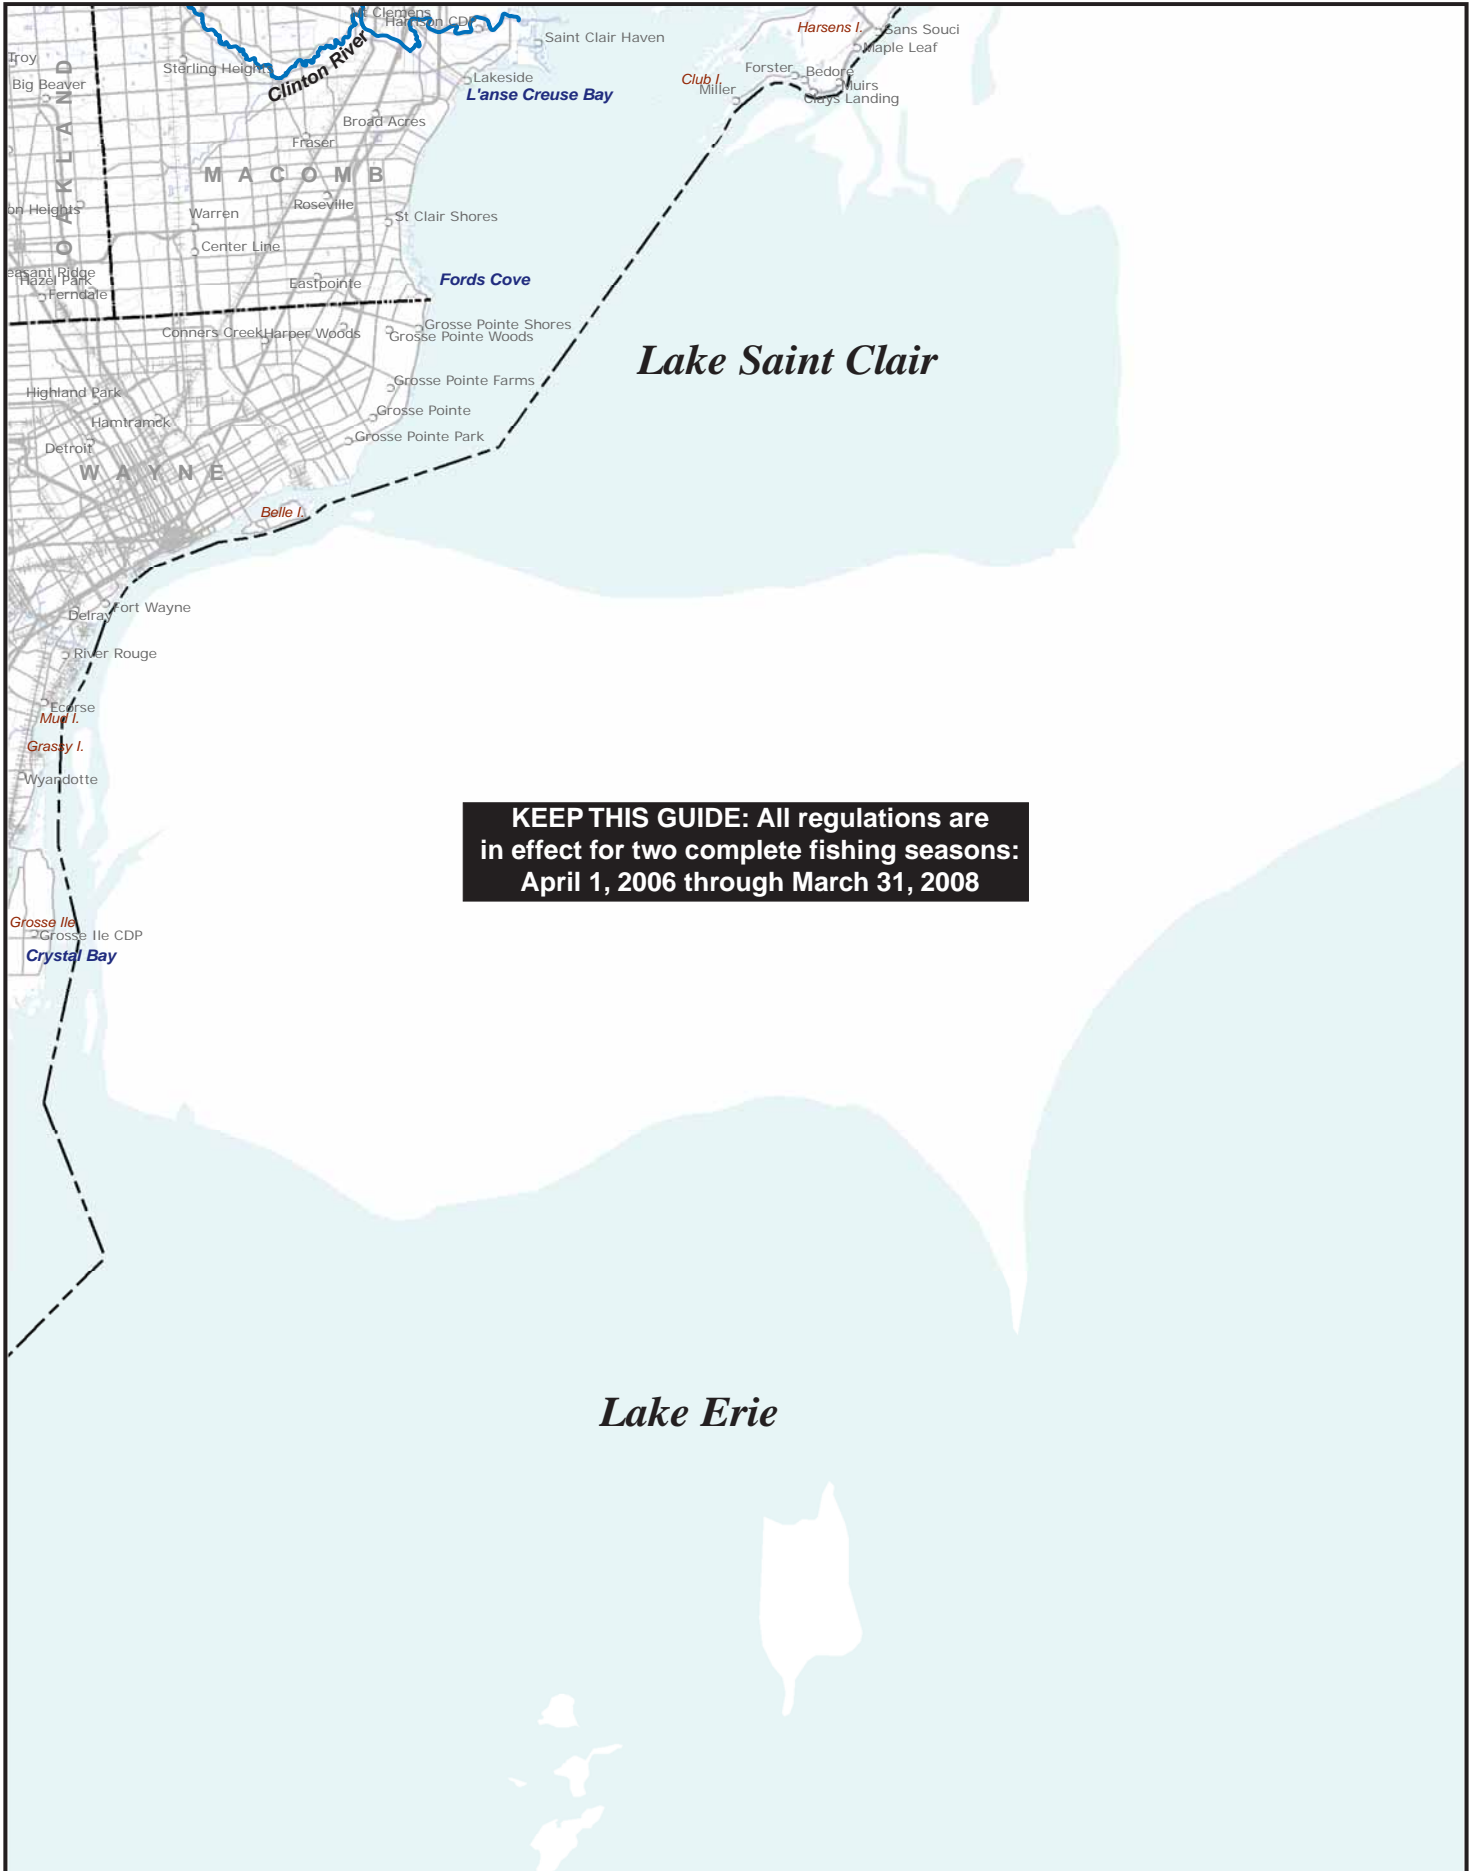 Mt Clemens
Harrison CDP
Harsens I.
Sans Souci
Saint Clair Haven
Maple Leaf
Troy
Sterling Heights
Clinton River
Lakeside
Club I.
Forster
Bedore
Big Beaver
L'anse Creuse Bay
Miller
Muirs
Clays Landing
OAKLAND
Broad Acres
Fraser
MACOMB
on Heights
Roseville
Warren
St Clair Shores
Center Line
easant Ridge
Hazel Park
Eastpointe
Fords Cove
Ferndale
Conners Creek
Harper Woods
Grosse Pointe Shores
Grosse Pointe Woods
Lake Saint Clair
Grosse Pointe Farms
Highland Park
Grosse Pointe
Hamtramck
Grosse Pointe Park
Detroit
WAYNE
Belle I.
Fort Wayne
Delray
River Rouge
Ecorse
Mud I.
Grassy I.
Wyandotte
KEEP THIS GUIDE: All regulations are
in effect for two complete fishing seasons:
April 1, 2006 through March 31, 2008
Grosse Ile
Grosse Ile CDP
Crystal Bay
Lake Erie